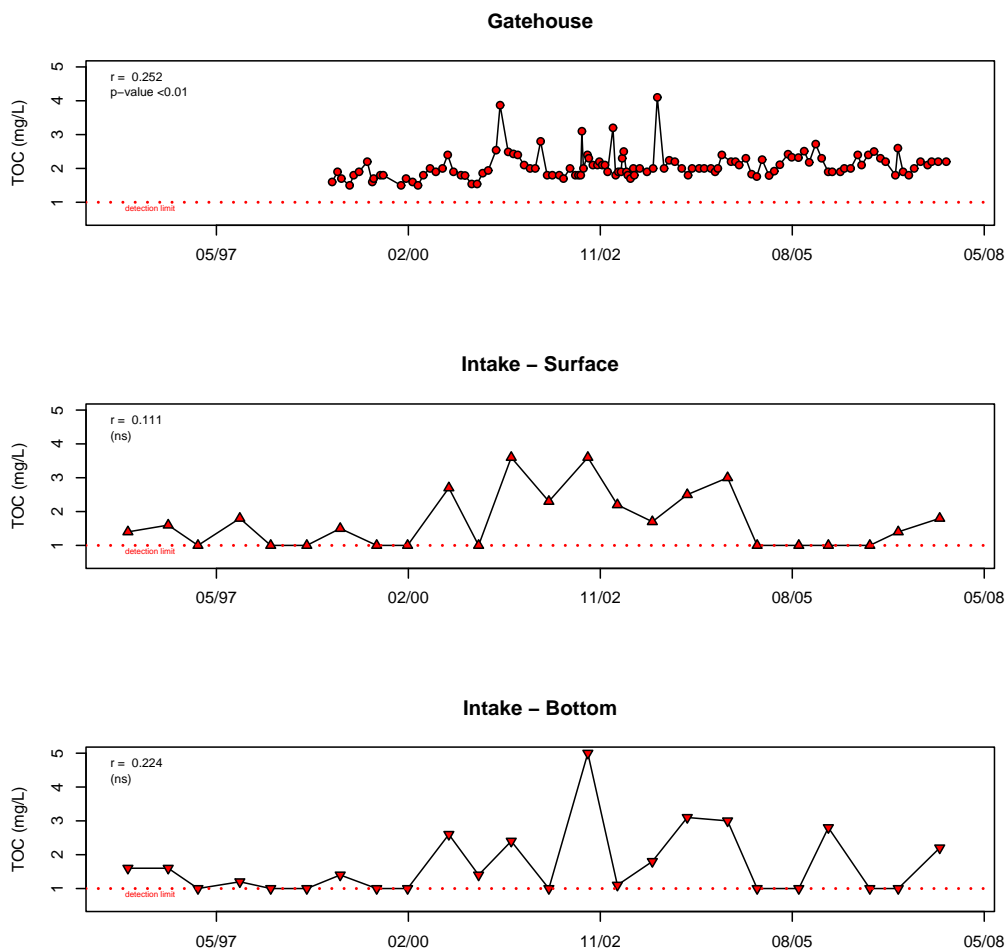 Gatehouse
r = 0.252
p−value <0.01
TOC (mg/L)
5
4
3
2
1
detection limit
05/97 02/00 11/02 08/05 05/08
Intake − Surface
r = 0.111
(ns)
TOC (mg/L)
5
4
3
2
1
detection limit
05/97 02/00 11/02 08/05 05/08
Intake − Bottom
r = 0.224
(ns)
TOC (mg/L)
5
4
3
2
1
detection limit
05/97 02/00 11/02 08/05 05/08